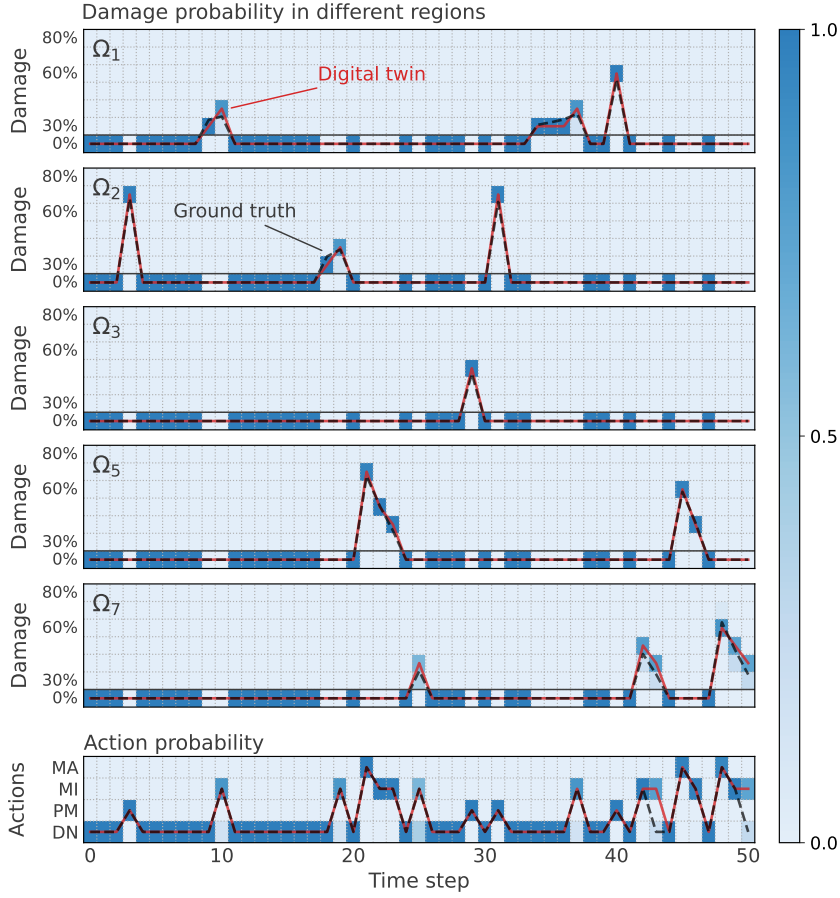 Damage probability in different regions
80%
60%
30%
0%
Damage
Ω1
Digital twin
80%
60%
30%
0%
Damage
Ω2
Ground truth
80%
60%
30%
0%
Damage
Ω3
80%
60%
30%
0%
Damage
Ω5
80%
60%
30%
0%
Damage
Ω7
Action probability
MA
MI
PM
DN
Actions
0 10 20 30 40 50
Time step
1.0
0.5
0.0